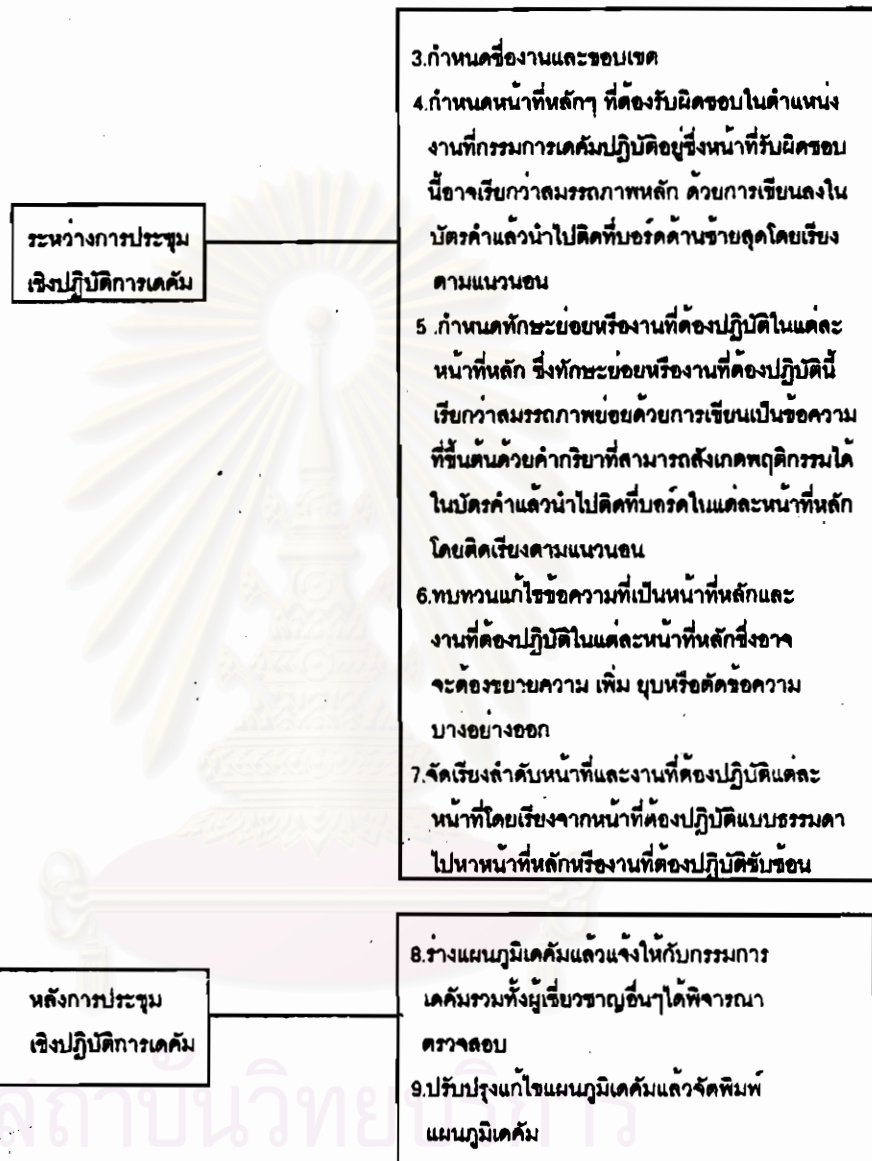 3.กำหนดชื่องานและขอบเขต
4.กำหนดหน้าที่หลักๆ ที่ต้องรับผิดชอบในตำแหน่ง
งานที่กรรมการเดคัมปฏิบัติอยู่ซึ่งหน้าที่รับผิดชอบ
นี้อาจเรียกว่าสมรรถภาพหลัก ด้วยการเขียนลงใน
บัตรคำแล้วนำไปติดที่บอร์ดด้านซ้ายสุดโดยเรียง
ตามแนวนอน
ระหว่างการประชุม
เชิงปฏิบัติการเดคัม
5 .กำหนดทักษะย่อยหรืองานที่ต้องปฏิบัติในแต่ละ
หน้าที่หลัก ซึ่งทักษะย่อยหรืองานที่ต้องปฏิบัตินี้
เรียกว่าสมรรถภาพย่อยด้วยการเขียนเป็นข้อความ
ที่ขึ้นต้นด้วยคำกริยาที่สามารถสังเกตพฤติกรรมได้
ในบัตรคำแล้วนำไปติดที่บอร์ดในแต่ละหน้าที่หลัก
โดยติดเรียงตามแนวนอน
6.ทบทวนแก้ไขข้อความที่เป็นหน้าที่หลักและ
งานที่ต้องปฏิบัติในแต่ละหน้าที่หลักซึ่งอาจ
จะต้องขยายความ เพิ่ม ยุบหรือตัดข้อความ
บางอย่างออก
7.จัดเรียงลำดับหน้าที่และงานที่ต้องปฏิบัติแต่ละ
หน้าที่โดยเรียงจากหน้าที่ต้องปฏิบัติแบบธรรมดา
ไปหาหน้าที่หลักหรืองานที่ต้องปฏิบัติซับซ้อน
8.ร่างแผนภูมิเดคัมแล้วแจ้งให้กับกรรมการ
เดคัมรวมทั้งผู้เชี่ยวชาญอื่นๆได้พิจารณา
ตรวจสอบ
หลังการประชุม
เชิงปฏิบัติการเดคัม
9.ปรับปรุงแก้ไขแผนภูมิเดคัมแล้วจัดพิมพ์
แผนภูมิเดคัม
สถาบันวิทยบริการ